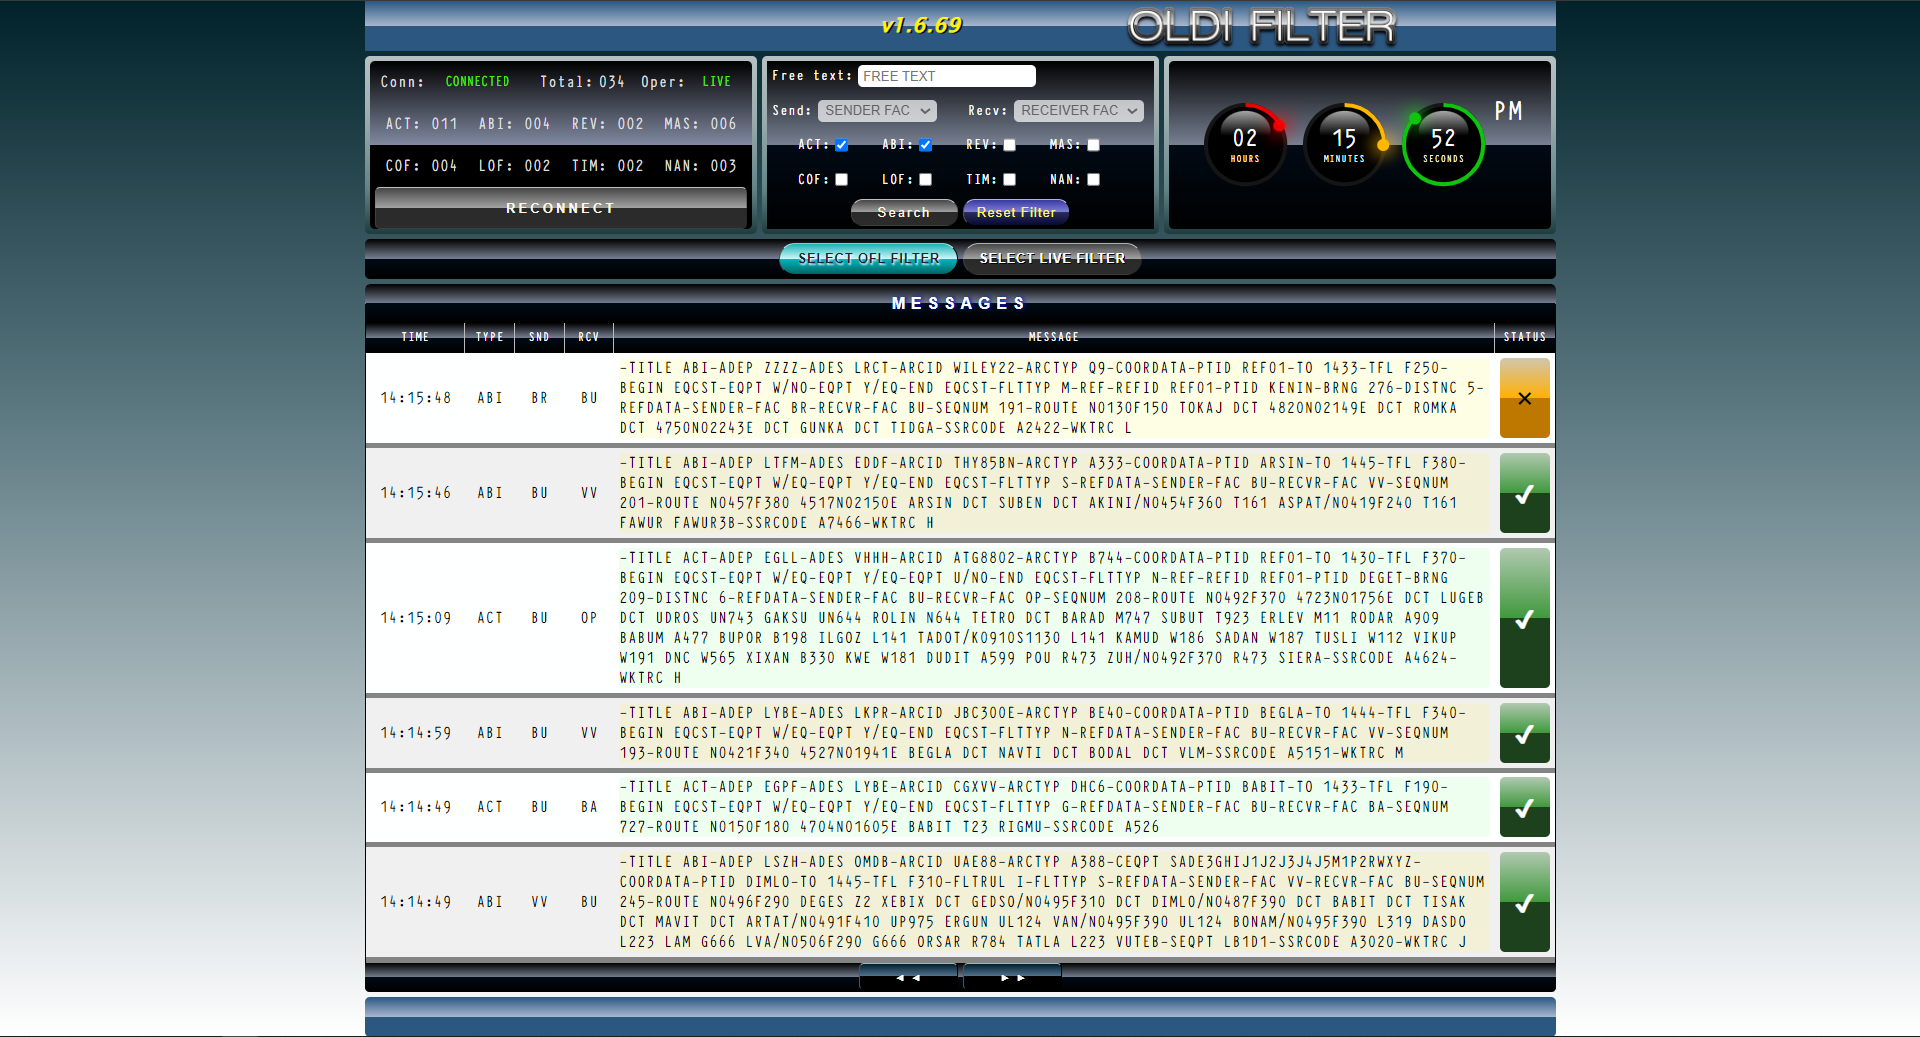 v1.6.69
OLDI FILTER
Conn: CONNECTED Total: 034 Oper: LIVE
ACT: 011 ABI: 004 REV: 002 MAS: 006
COF: 004 LOF: 002 TIM: 002 NAN: 003
RECONNECT
Free text: FREE TEXT
Send: SENDER FAC Recv: RECEIVER FAC
ACT: ABI: REV: MAS:
COF: LOF: TIM: NAN:
Search Reset Filter
02 HOURS
15 MINUTES
52 SECONDS
PM
SELECT OFL FILTER SELECT LIVE FILTER
MESSAGES
TIME TYPE SND RCV MESSAGE STATUS
14:15:48 ABI BR BU
-TITLE ABI-ADEP ZZZZ-ADES LRCT-ARCID WILEY22-ARCTYP Q9-COORDATA-PTID REF01-TO 1433-TFL F250-
BEGIN EQCST-EQPT W/NO-EQPT Y/EQ-END EQCST-FLTTYP M-REF-REFID REF01-PTID KENIN-BRNG 276-DISTNC 5-
REFDATA-SENDER-FAC BR-RECVR-FAC BU-SEQNUM 191-ROUTE N0130F150 TOKAJ DCT 4820N02149E DCT ROMKA
DCT 4750N02243E DCT GUNKA DCT TIDGA-SSRCODE A2422-WKTRC L
14:15:46 ABI BU VV
-TITLE ABI-ADEP LTFM-ADES EDDF-ARCID THY85BN-ARCTYP A333-COORDATA-PTID ARSIN-TO 1445-TFL F380-
BEGIN EQCST-EQPT W/EQ-EQPT Y/EQ-END EQCST-FLTTYP S-REFDATA-SENDER-FAC BU-RECVR-FAC VV-SEQNUM
201-ROUTE N0457F380 4517N02150E ARSIN DCT SUBEN DCT AKINI/N0454F360 T161 ASPAT/N0419F240 T161
FAWUR FAWUR3B-SSRCODE A7466-WKTRC H
14:15:09 ACT BU OP
-TITLE ACT-ADEP EGLL-ADES VHHH-ARCID ATG8802-ARCTYP B744-COORDATA-PTID REF01-TO 1430-TFL F370-
BEGIN EQCST-EQPT W/EQ-EQPT Y/EQ-EQPT U/NO-END EQCST-FLTTYP N-REF-REFID REF01-PTID DEGET-BRNG
209-DISTNC 6-REFDATA-SENDER-FAC BU-RECVR-FAC OP-SEQNUM 208-ROUTE N0492F370 4723N01756E DCT LUGEB
DCT UDROS UN743 GAKSU UN644 ROLIN N644 TETRO DCT BARAD M747 SUBUT T923 ERLEV M11 RODAR A909
BABUM A477 BUPOR B198 ILGOZ L141 TADOT/K0910S1130 L141 KAMUD W186 SADAN W187 TUSLI W112 VIKUP
W191 DNC W565 XIXAN B330 KWE W181 DUDIT A599 POU R473 ZUH/N0492F370 R473 SIERA-SSRCODE A4624-
WKTRC H
14:14:59 ABI BU VV
-TITLE ABI-ADEP LYBE-ADES LKPR-ARCID JBC300E-ARCTYP BE40-COORDATA-PTID BEGLA-TO 1444-TFL F340-
BEGIN EQCST-EQPT W/EQ-EQPT Y/EQ-END EQCST-FLTTYP N-REFDATA-SENDER-FAC BU-RECVR-FAC VV-SEQNUM
193-ROUTE N0421F340 4527N01941E BEGLA DCT NAVTI DCT BODAL DCT VLM-SSRCODE A5151-WKTRC M
14:14:49 ACT BU BA
-TITLE ACT-ADEP EGPF-ADES LYBE-ARCID CGXVV-ARCTYP DHC6-COORDATA-PTID BABIT-TO 1433-TFL F190-
BEGIN EQCST-EQPT W/EQ-EQPT Y/EQ-END EQCST-FLTTYP G-REFDATA-SENDER-FAC BU-RECVR-FAC BA-SEQNUM
727-ROUTE N0150F180 4704N01605E BABIT T23 RIGMU-SSRCODE A526
14:14:49 ABI VV BU
-TITLE ABI-ADEP LSZH-ADES OMDB-ARCID UAE88-ARCTYP A388-CEQPT SADE3GHIJ1J2J3J4J5M1P2RWXYZ-
COORDATA-PTID DIMLO-TO 1445-TFL F310-FLTRUL I-FLTTYP S-REFDATA-SENDER-FAC VV-RECVR-FAC BU-SEQNUM
245-ROUTE N0496F290 DEGES Z2 XEBIX DCT GEDSO/N0495F310 DCT DIMLO/N0487F390 DCT BABIT DCT TISAK
DCT MAVIT DCT ARTAT/N0491F410 UP975 ERGUN UL124 VAN/N0495F390 UL124 BONAM/N0495F390 L319 DASDO
L223 LAM G666 LVA/N0506F290 G666 ORSAR R784 TATLA L223 VUTEB-SEQPT LB1D1-SSRCODE A3020-WKTRC J